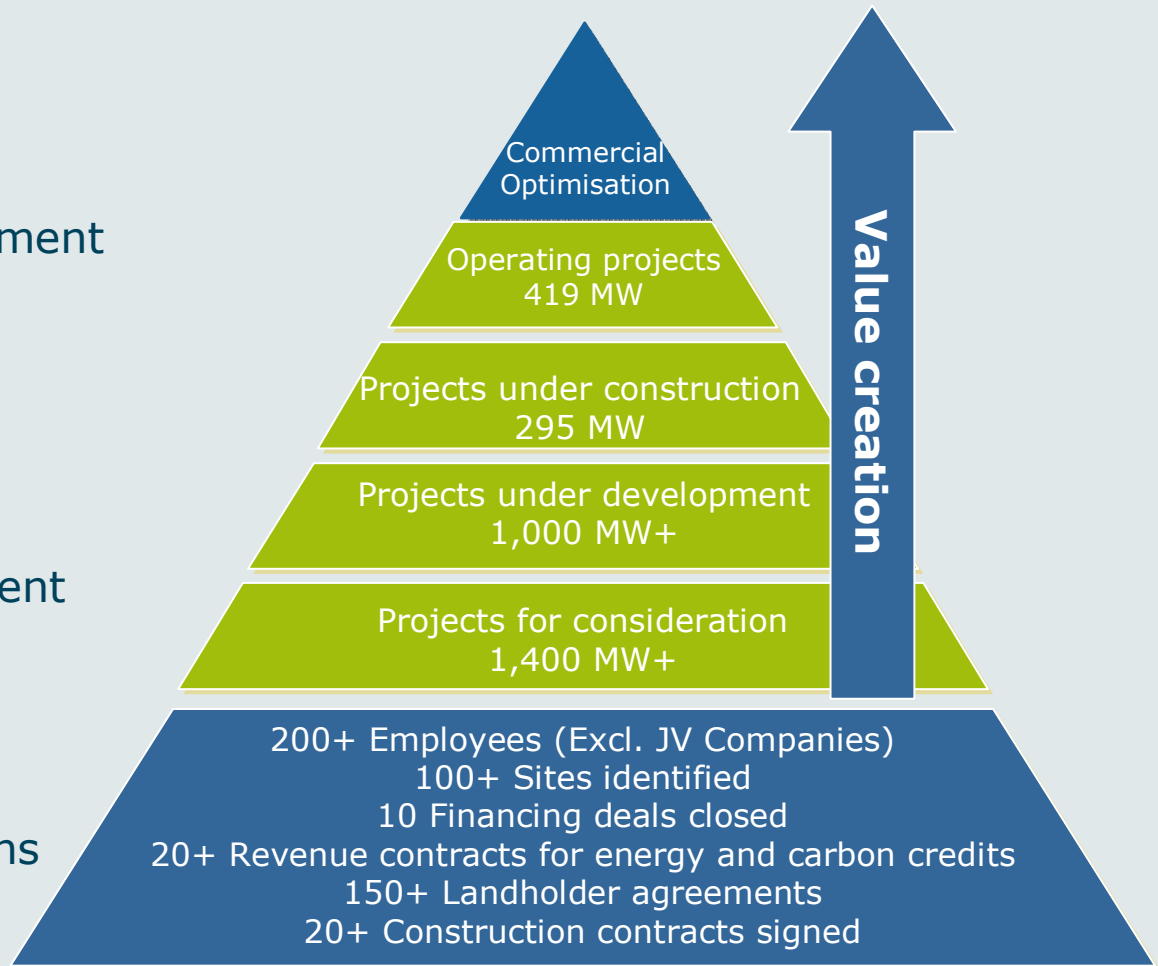 Commercial
Optimisation
ment
Operating projects
419 MW
Value creation
Projects under construction
295 MW
Projects under development
1,000 MW+
ent
Projects for consideration
1,400 MW+
200+ Employees (Excl. JV Companies)
100+ Sites identified
10 Financing deals closed
ns
20+ Revenue contracts for energy and carbon credits
150+ Landholder agreements
20+ Construction contracts signed